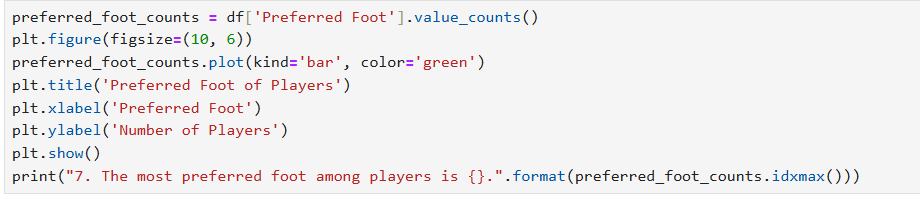 preferred_foot_counts = df['Preferred Foot'].value_counts()
plt.figure(figsize=(10, 6))
preferred_foot_counts.plot(kind='bar', color='green')
plt.title('Preferred Foot of Players')
plt.xlabel('Preferred Foot')
plt.ylabel('Number of Players')
plt.show()
print("7. The most preferred foot among players is {}.".format(preferred_foot_counts.idxmax()))